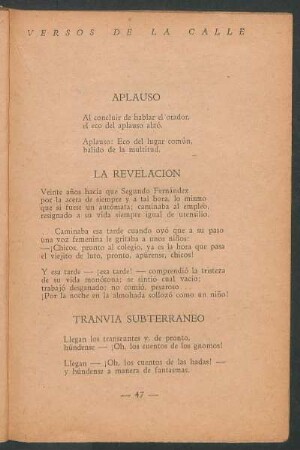 VERSOS DE LA CALLE
APLAUSO
Al concluir de hablar el orador,
el eco del aplauso alzó.
Aplauso: Eco del lugar común,
balido de la multitud.
LA REVELACION
Veinte años hacía que Segundo Fernández
por la acera de siempre y a tal hora, lo mismo
que si fuese un autómata; caminaba al empleo,
resignado a su vida siempre igual de utensilio.
Caminaba esa tarde cuando oyó que a su paso
una voz femenina le gritaba a unos niños:
—¡Chicos, pronto al colegio, ya es la hora que pasa
el viejito de luto, pronto, apúrense, chicos!
Y esa tarde — ¡esa tarde! — comprendió la tristeza
de su vida monótona; se sintió cual vacío;
trabajó desganado; no comió, pesaroso . .
¡Por la noche en la almohada sollozó como un niño!
TRANVIA SUBTERRANEO
Llegan los transeuntes y, de pronto,
húndense — ¡Oh, los cuentos de los gnomos!
Llegan — ¡Oh, los cuentos de las hadas! —
y húndense a manera de fantasmas.
— 47 —